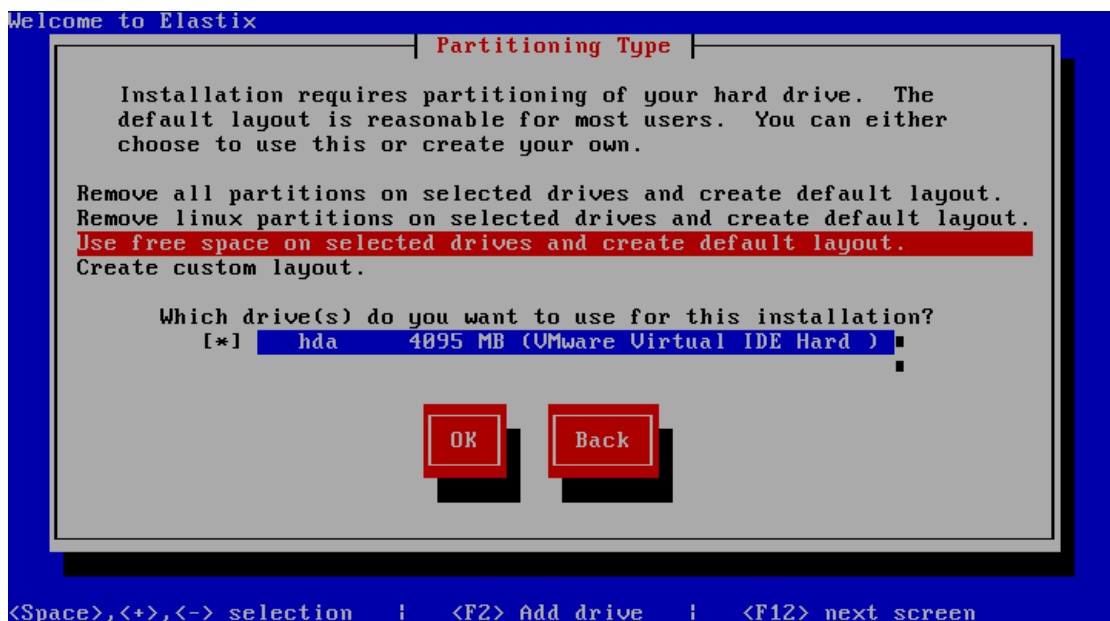 Welcome to Elastix
Partitioning Type
Installation requires partitioning of your hard drive.  The
default layout is reasonable for most users.  You can either
choose to use this or create your own.
Remove all partitions on selected drives and create default layout.
Remove linux partitions on selected drives and create default layout.
Use free space on selected drives and create default layout.
Create custom layout.
Which drive(s) do you want to use for this installation?
[*] hda 4095 MB (VMware Virtual IDE Hard )
OK Back
<Space>,<+>,<-> selection | <F2> Add drive | <F12> next screen